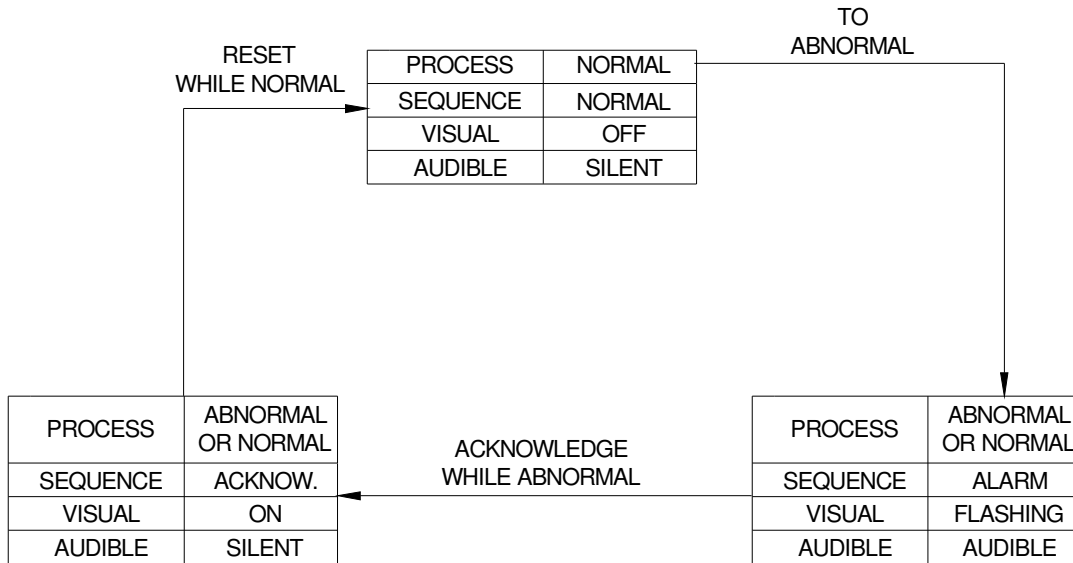 TO
ABNORMAL
RESET
WHILE NORMAL
PROCESS NORMAL
SEQUENCE NORMAL
VISUAL OFF
AUDIBLE SILENT
PROCESS ABNORMAL
OR NORMAL
SEQUENCE ACKNOW.
VISUAL ON
AUDIBLE SILENT
ACKNOWLEDGE
WHILE ABNORMAL
PROCESS ABNORMAL
OR NORMAL
SEQUENCE ALARM
VISUAL FLASHING
AUDIBLE AUDIBLE